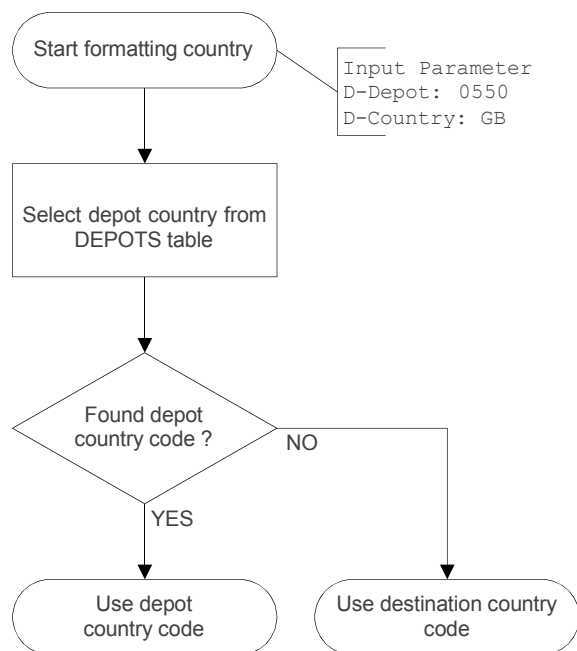 Start formatting country
Input Parameter
D-Depot: 0550
D-Country: GB
Select depot country from
DEPOTS table
Found depot
country code ?
NO
YES
Use depot
country code
Use destination country
code